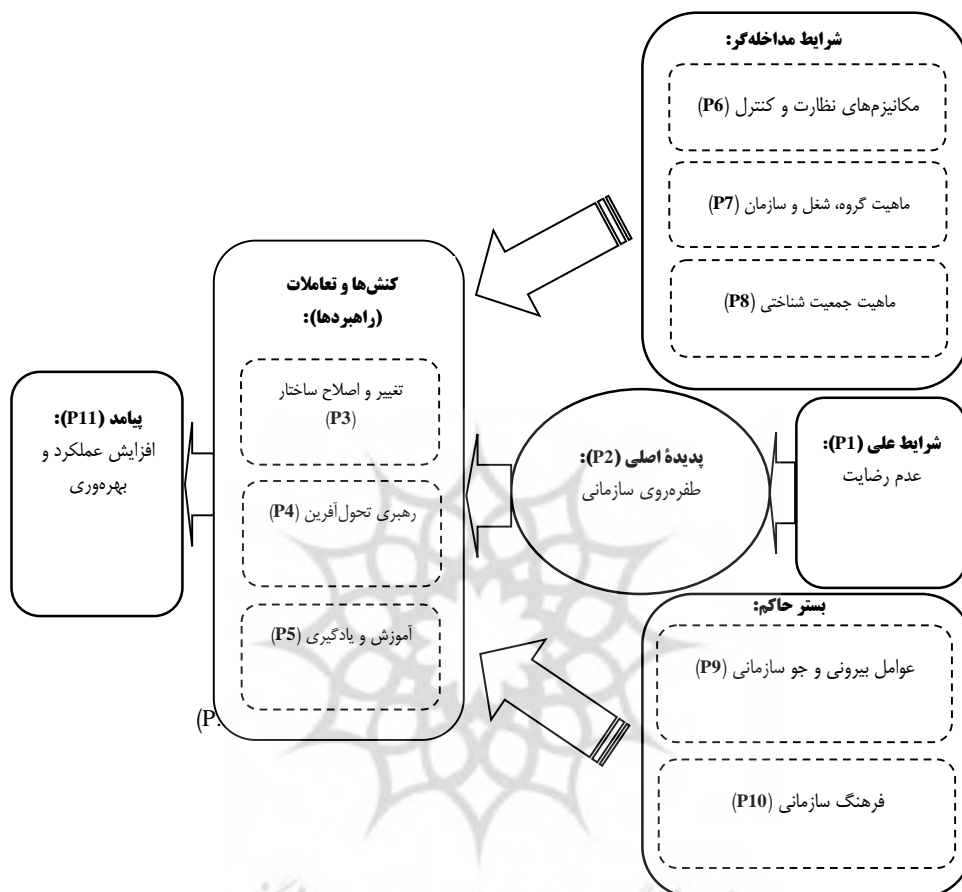 شرایط مداخله‌گر:
مکانیزم‌های نظارت و کنترل (P6)
ماهیت گروه، شغل و سازمان (P7)
ماهیت جمعیت شناختی (P8)
شرایط علی (P1):
عدم رضایت
پدیدهٔ اصلی (P2):
طفره‌روی سازمانی
بستر حاکم:
عوامل بیرونی و جو سازمانی (P9)
فرهنگ سازمانی (P10)
کنش‌ها و تعاملات
(راهبردها):
تغییر و اصلاح ساختار
(P3)
رهبری تحول‌آفرین (P4)
آموزش و یادگیری (P5)
(P.
پیامد (P11):
افزایش عملکرد و
بهره‌وری